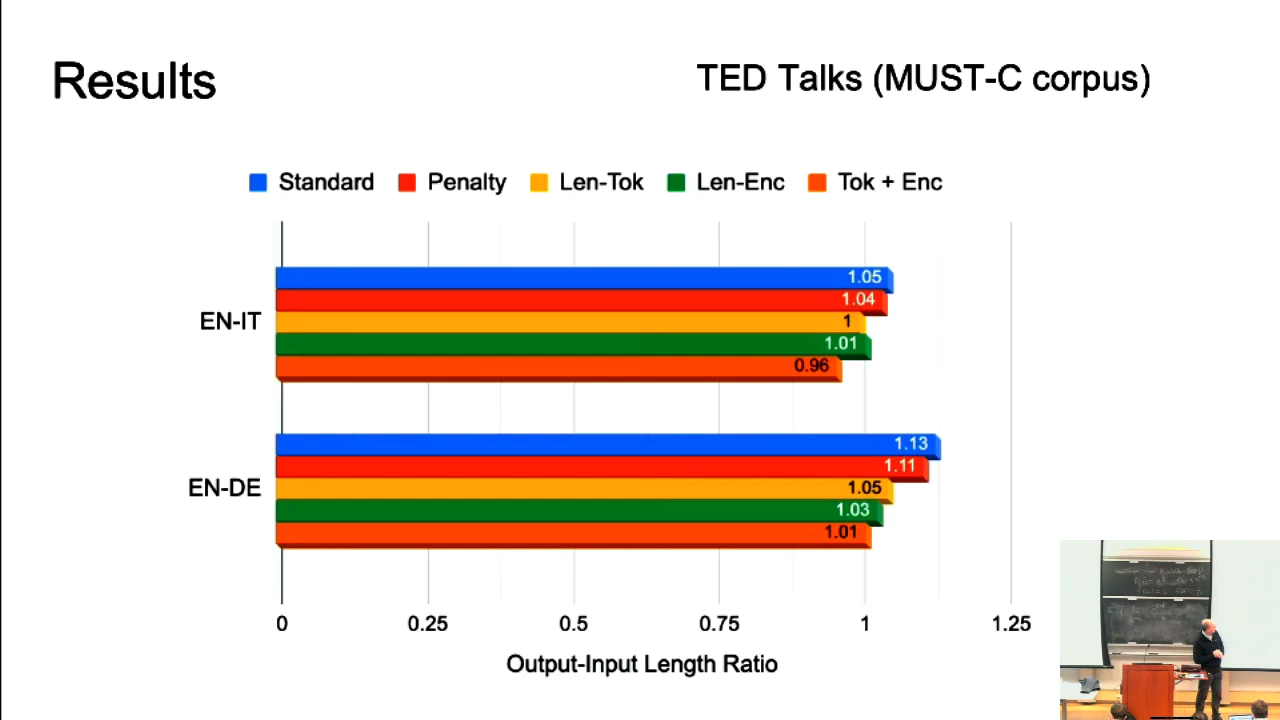 Results
TED Talks (MUST-C corpus)
Standard Penalty Len-Tok Len-Enc Tok + Enc
EN-IT
1.05
1.04
1
1.01
0.96
EN-DE
1.13
1.11
1.05
1.03
1.01
0 0.25 0.5 0.75 1 1.25
Output-Input Length Ratio